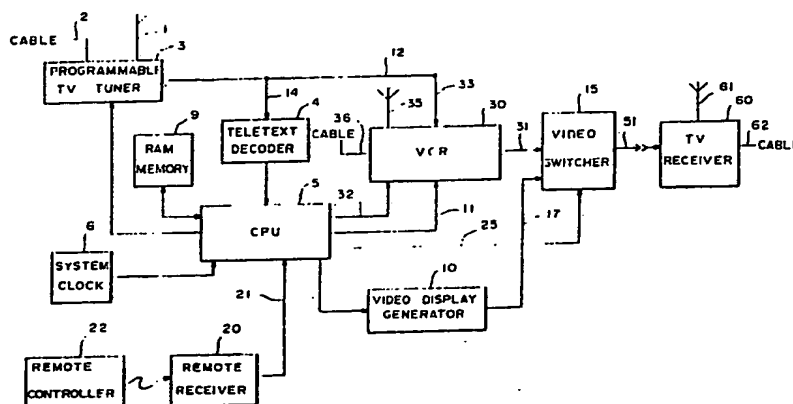 CABLE
2
1
3
PROGRAMMABLE
TV TUNER
12
14
4
TELETEXT
DECODER
9
RAM
MEMORY
CABLE
36
35
33
30
VCR
31
15
VIDEO
SWITCHER
51
61
60
TV
RECEIVER
62
CABLE
5
CPU
32
11
25
17
6
SYSTEM
CLOCK
21
10
VIDEO DISPLAY
GENERATOR
22
REMOTE
CONTROLLER
20
REMOTE
RECEIVER